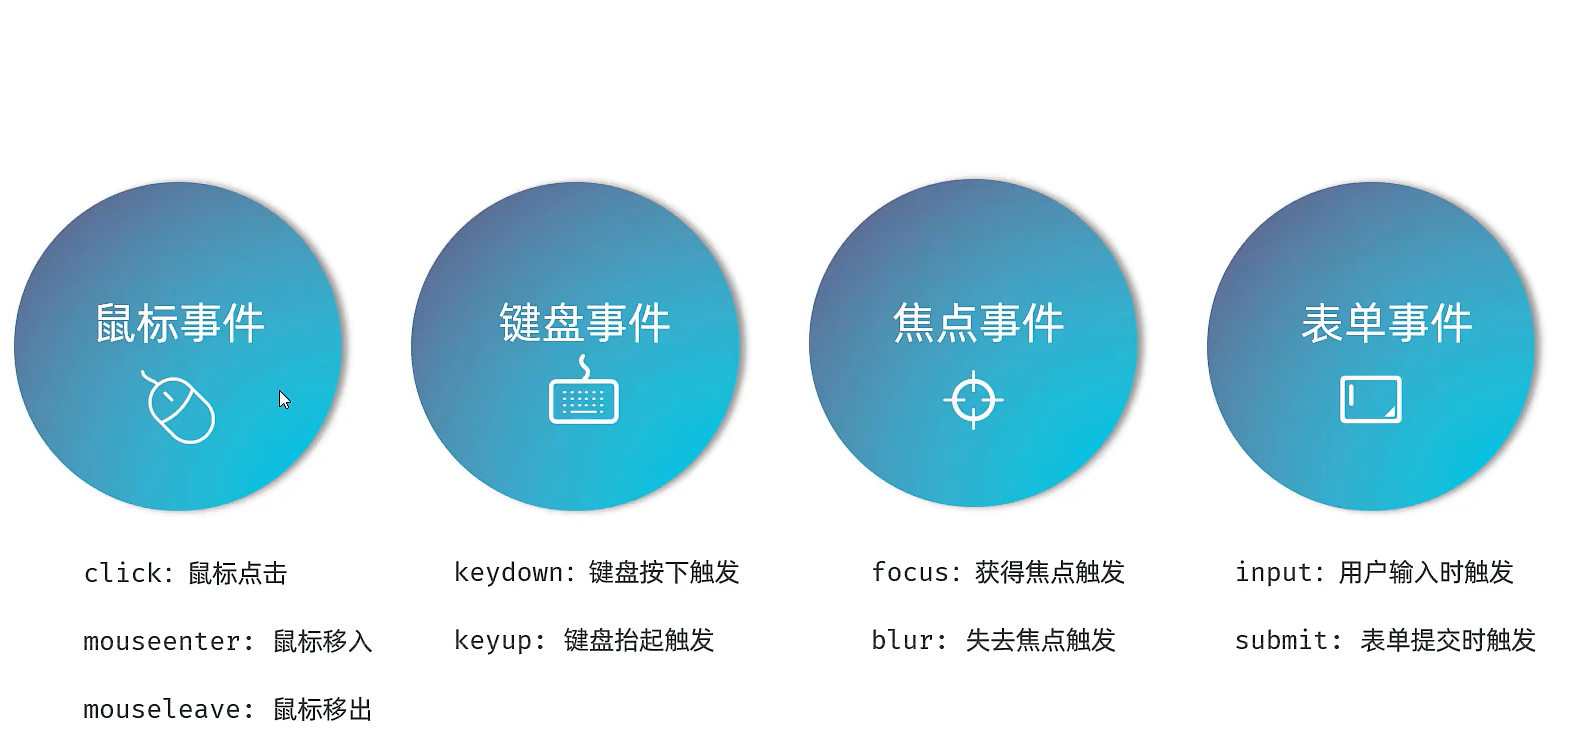 鼠标事件
键盘事件
焦点事件
表单事件
click: 鼠标点击
keydown: 键盘按下触发
focus: 获得焦点触发
input: 用户输入时触发
mouseenter: 鼠标移入
keyup: 键盘抬起触发
blur: 失去焦点触发
submit: 表单提交时触发
mouseleave: 鼠标移出